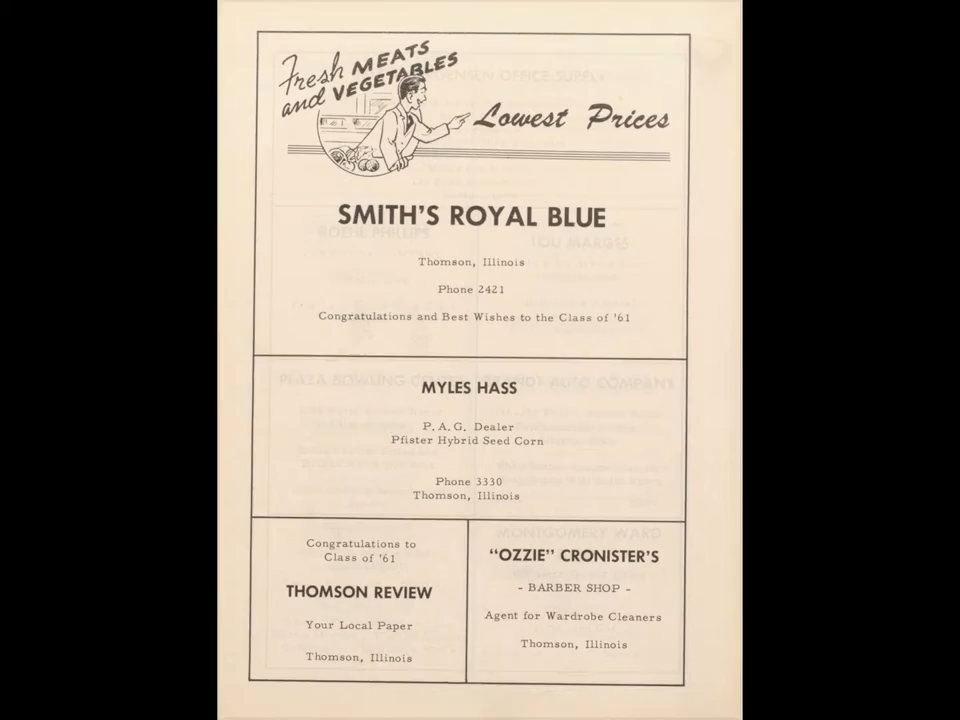 Fresh MEATS
and VEGETABLES
Lowest Prices
SMITH'S ROYAL BLUE
Thomson, Illinois
Phone 2421
Congratulations and Best Wishes to the Class of '61
MYLES HASS
P. A. G. Dealer
Pfister Hybrid Seed Corn
Phone 3330
Thomson, Illinois
Congratulations to
Class of '61
THOMSON REVIEW
Your Local Paper
Thomson, Illinois
"OZZIE" CRONISTER'S
- BARBER SHOP -
Agent for Wardrobe Cleaners
Thomson, Illinois